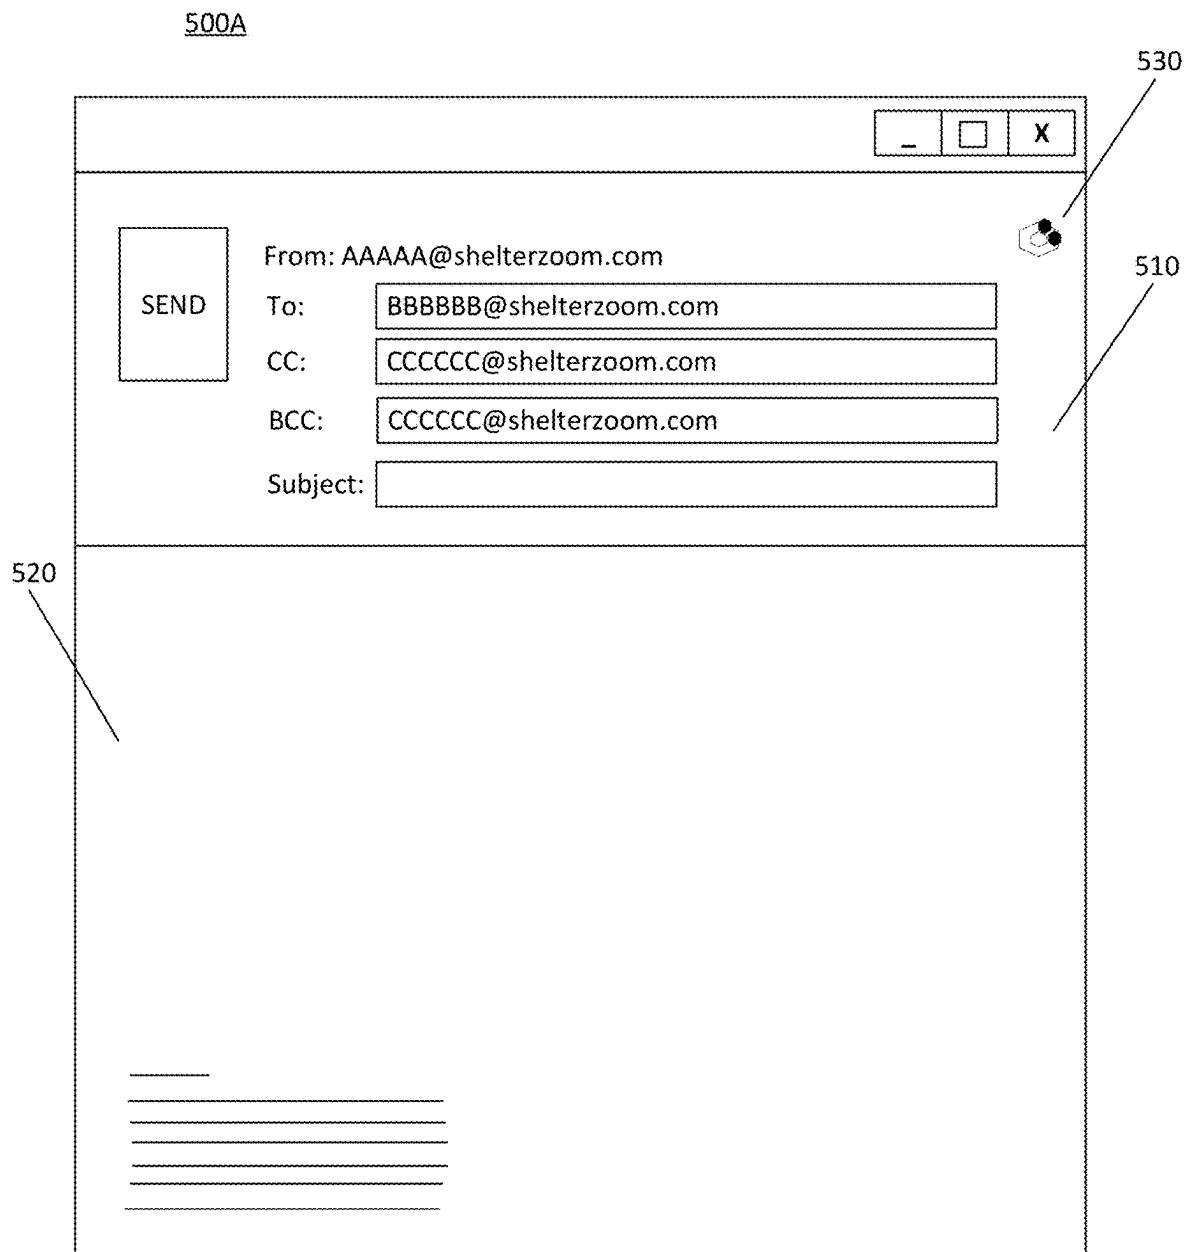 500A
530
_ X
From: AAAAA@shelterzoom.com
510
SEND
To: BBBBBB@shelterzoom.com
CC: CCCCCC@shelterzoom.com
BCC: CCCCCC@shelterzoom.com
Subject:
520